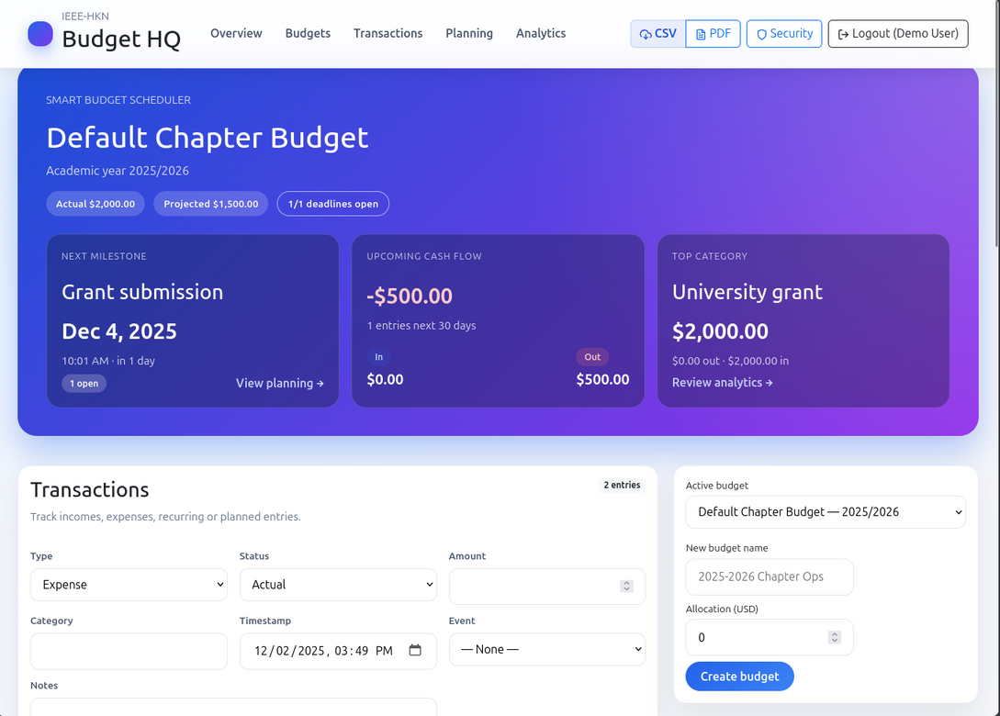 IEEE-HKN
Budget HQ
Overview Budgets Transactions Planning Analytics
CSV PDF Security Logout (Demo User)
SMART BUDGET SCHEDULER
Default Chapter Budget
Academic year 2025/2026
Actual $2,000.00 Projected $1,500.00 1/1 deadlines open
NEXT MILESTONE
Grant submission
Dec 4, 2025
10:01 AM · in 1 day
1 open View planning →
UPCOMING CASH FLOW
-$500.00
1 entries next 30 days
In Out
$0.00 $500.00
TOP CATEGORY
University grant
$2,000.00
$0.00 out · $2,000.00 in
Review analytics →
Transactions 2 entries
Track incomes, expenses, recurring or planned entries.
Type Status Amount
Expense Actual
Category Timestamp Event
12/02/2025, 03:49 PM — None —
Notes
Active budget
Default Chapter Budget — 2025/2026
New budget name
2025-2026 Chapter Ops
Allocation (USD)
0
Create budget